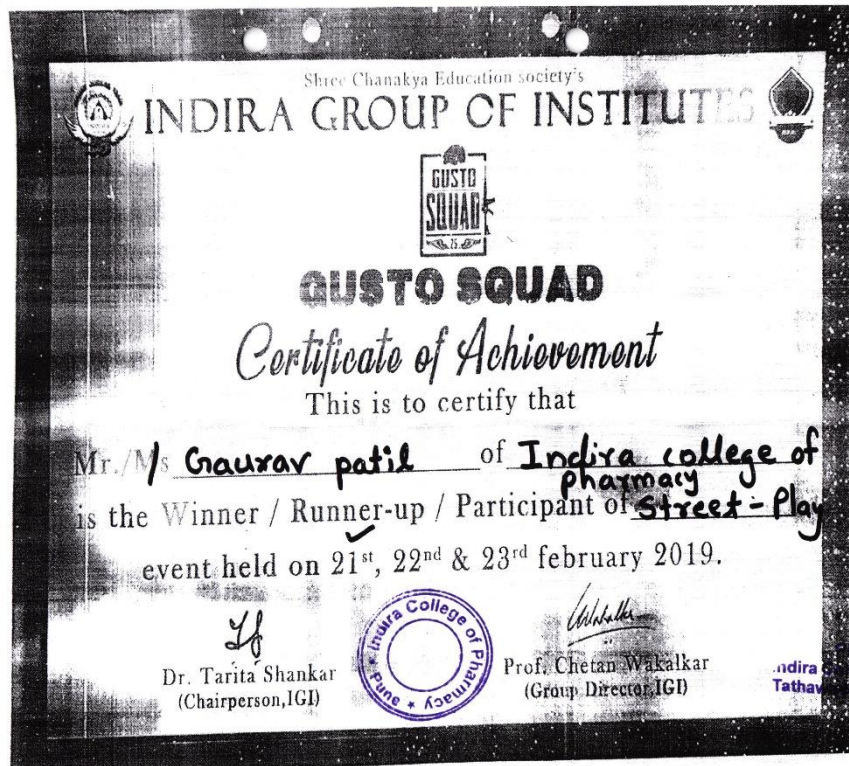 Shree Chanakya Education society's
INDIRA GROUP OF INSTITUTES
GUSTO
SQUAD
25
GUSTO SQUAD
Certificate of Achievement
This is to certify that
Mr./Ms Gaurav patil of Indira college of
pharmacy
is the Winner / Runner-up / Participant of Street-Play
event held on 21st, 22nd & 23rd february 2019.
Indira College of Pharmacy * Pune *
Dr. Tarita Shankar
(Chairperson,IGI)
Prof. Chetan Wakalkar
(Group Director,IGI)
ndira
Tathaw